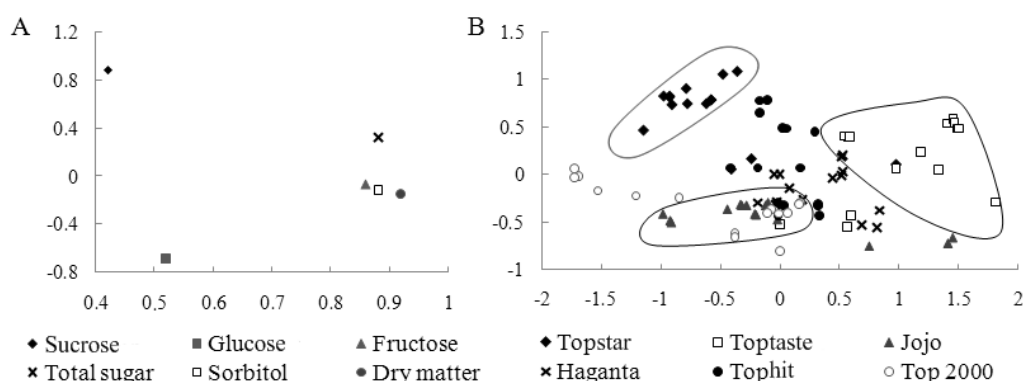 A
1.2
0.8
0.4
0
-0.4
-0.8
0.4 0.5 0.6 0.7 0.8 0.9 1
Sucrose Glucose Fructose
Total sugar Sorbitol Dry matter
B
1.5
1
0.5
0
-0.5
-1
-2 -1.5 -1 -0.5 0 0.5 1 1.5 2
Topstar Toptaste Jojo
Haganta Tophit Top 2000